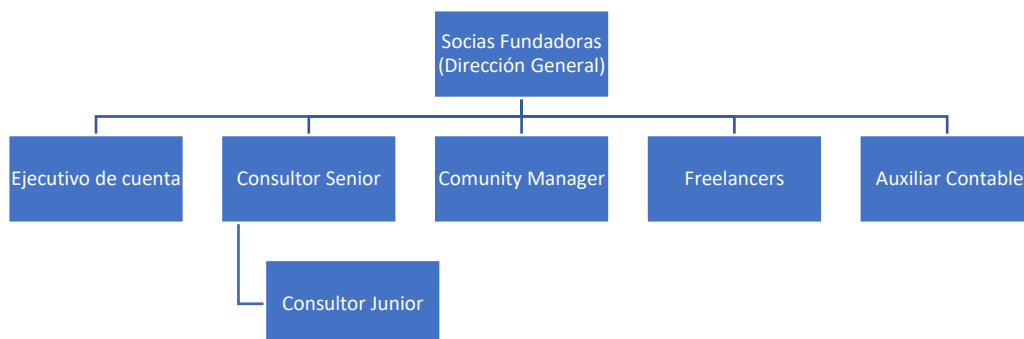 Socias Fundadoras
(Dirección General)
Ejecutivo de cuenta
Consultor Senior
Comunity Manager
Freelancers
Auxiliar Contable
Consultor Junior